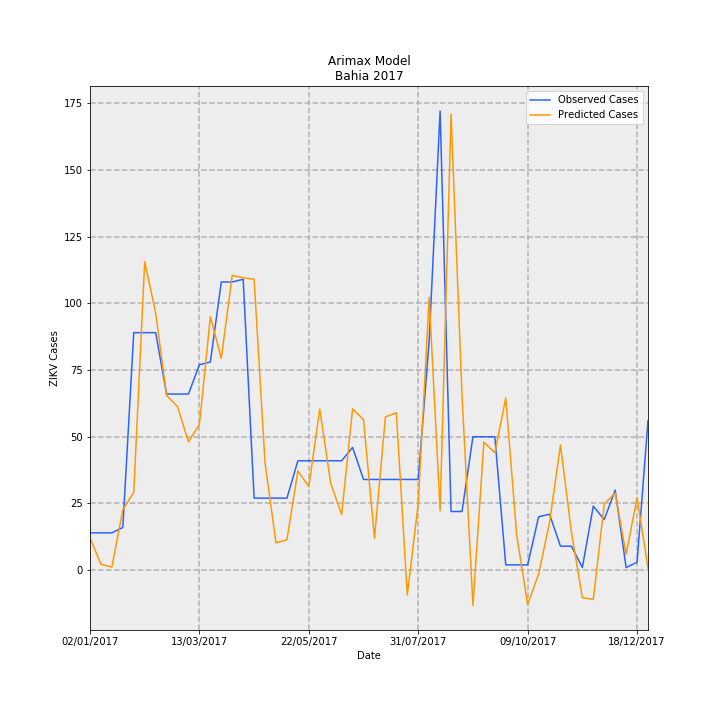 Arimax Model
Bahia 2017
Observed Cases
Predicted Cases
175
150
125
100
75
50
25
0
ZIKV Cases
02/01/2017 13/03/2017 22/05/2017 31/07/2017 09/10/2017 18/12/2017
Date